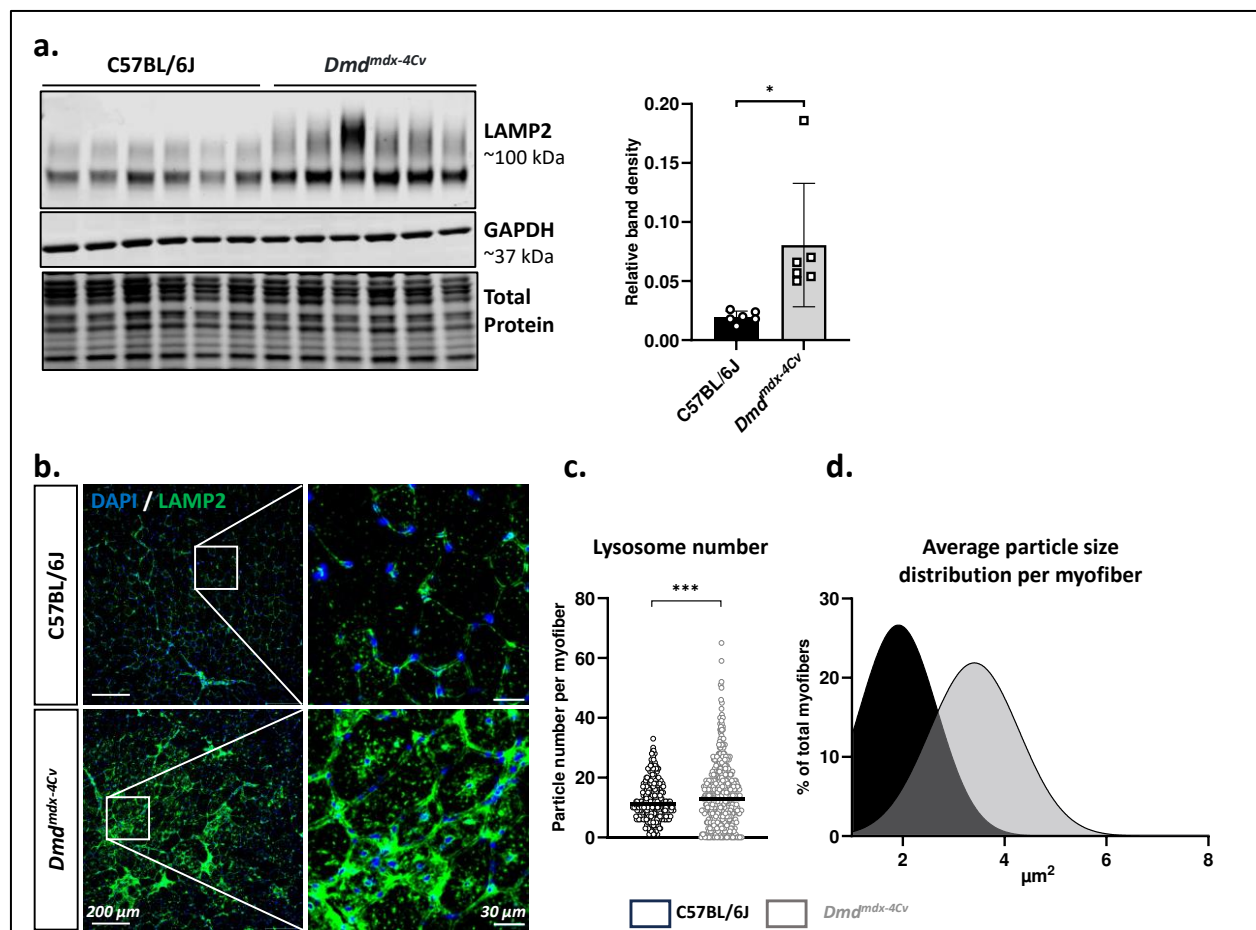 a.
C57BL/6J
Dmdmdx-4Cv
LAMP2
~100 kDa
GAPDH
~37 kDa
Total
Protein
*
Relative band density
0.20
0.15
0.10
0.05
0.00
C57BL/6J
Dmdmdx-4Cv
b.
DAPI / LAMP2
C57BL/6J
Dmdmdx-4Cv
200 µm
30 µm
c.
Lysosome number
***
Particle number per myofiber
80
60
40
20
0
d.
Average particle size
distribution per myofiber
% of total myofibers
30
20
10
0
2
4
6
8
µm²
C57BL/6J
Dmdmdx-4Cv